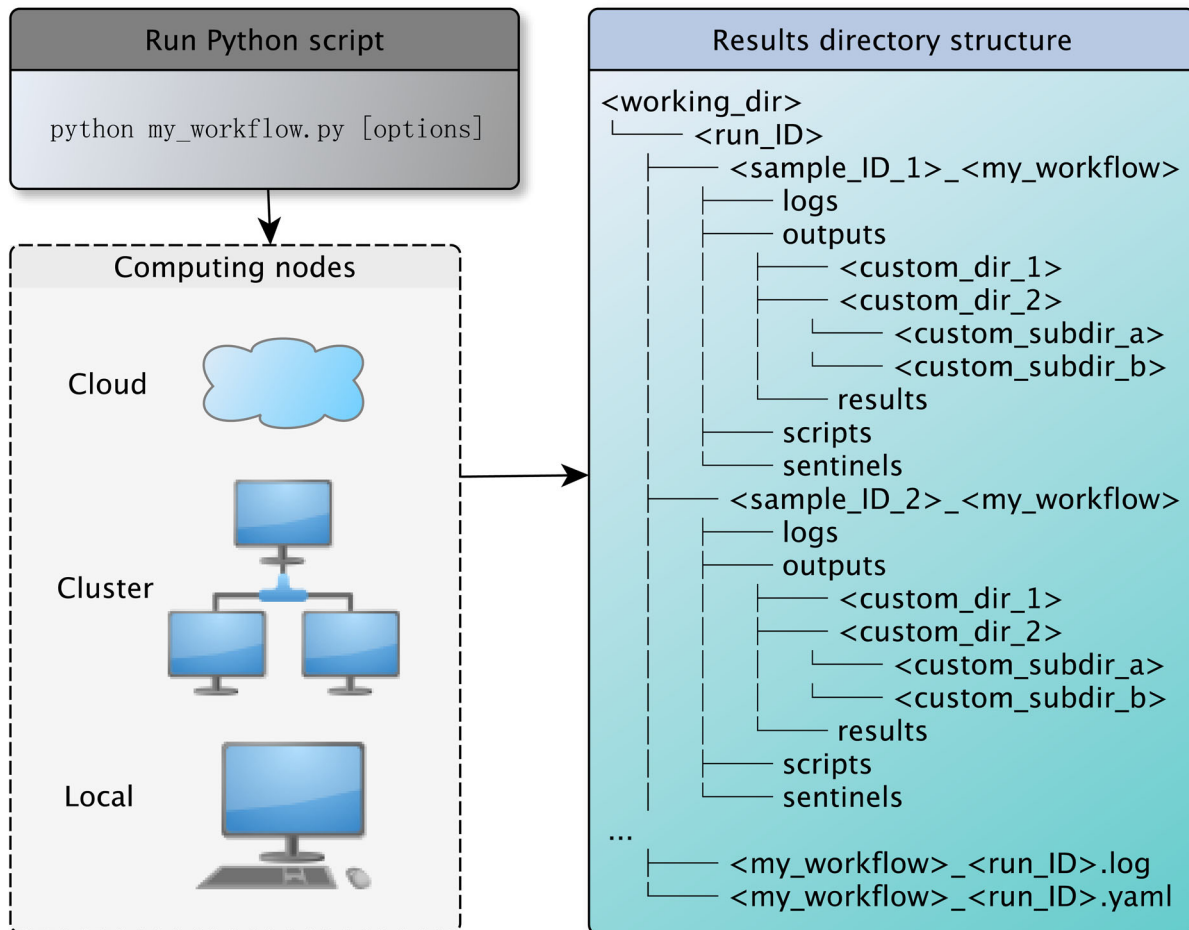 Run Python script
python my_workflow.py [options]
Computing nodes
Cloud
Cluster
Local
Results directory structure
<working_dir>
<run_ID>
<sample_ID_1>_<my_workflow>
logs
outputs
<custom_dir_1>
<custom_dir_2>
<custom_subdir_a>
<custom_subdir_b>
results
scripts
sentinels
<sample_ID_2>_<my_workflow>
logs
outputs
<custom_dir_1>
<custom_dir_2>
<custom_subdir_a>
<custom_subdir_b>
results
scripts
sentinels
...
<my_workflow>_<run_ID>.log
<my_workflow>_<run_ID>.yaml